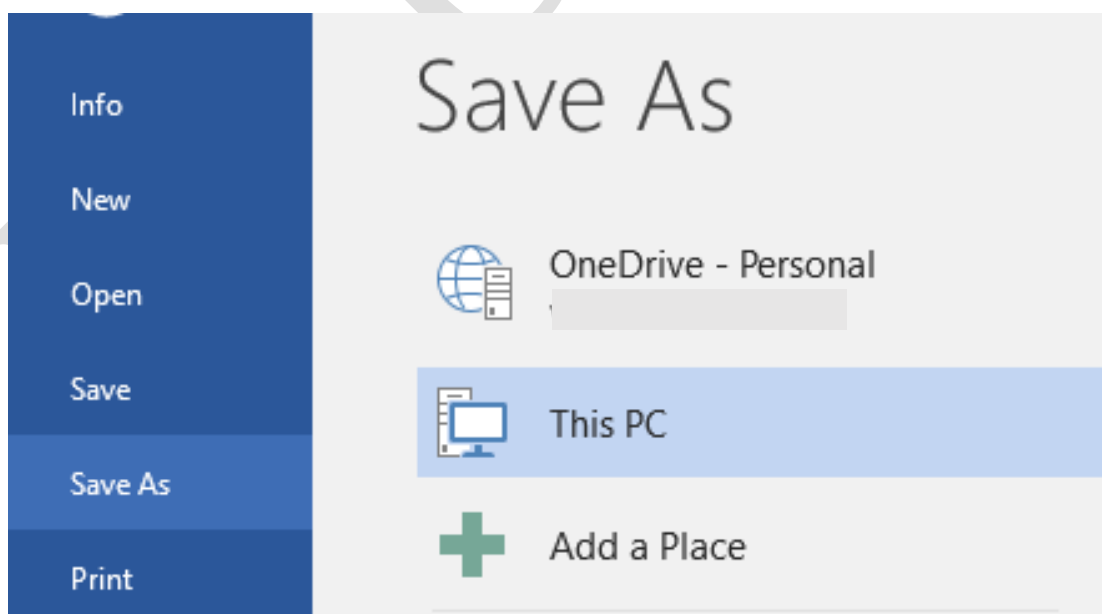 Info
New
Open
Save
Save As
Print
Save As
OneDrive - Personal
This PC
Add a Place